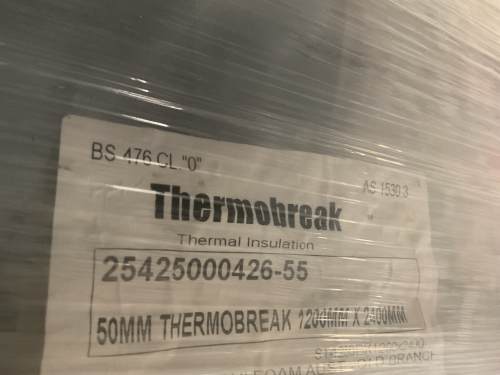 BS 476 CL "0"
AS 1530.3
Thermobreak
Thermal Insulation
25425000426-55
50MM THERMOBREAK 1200MM X 2400MM